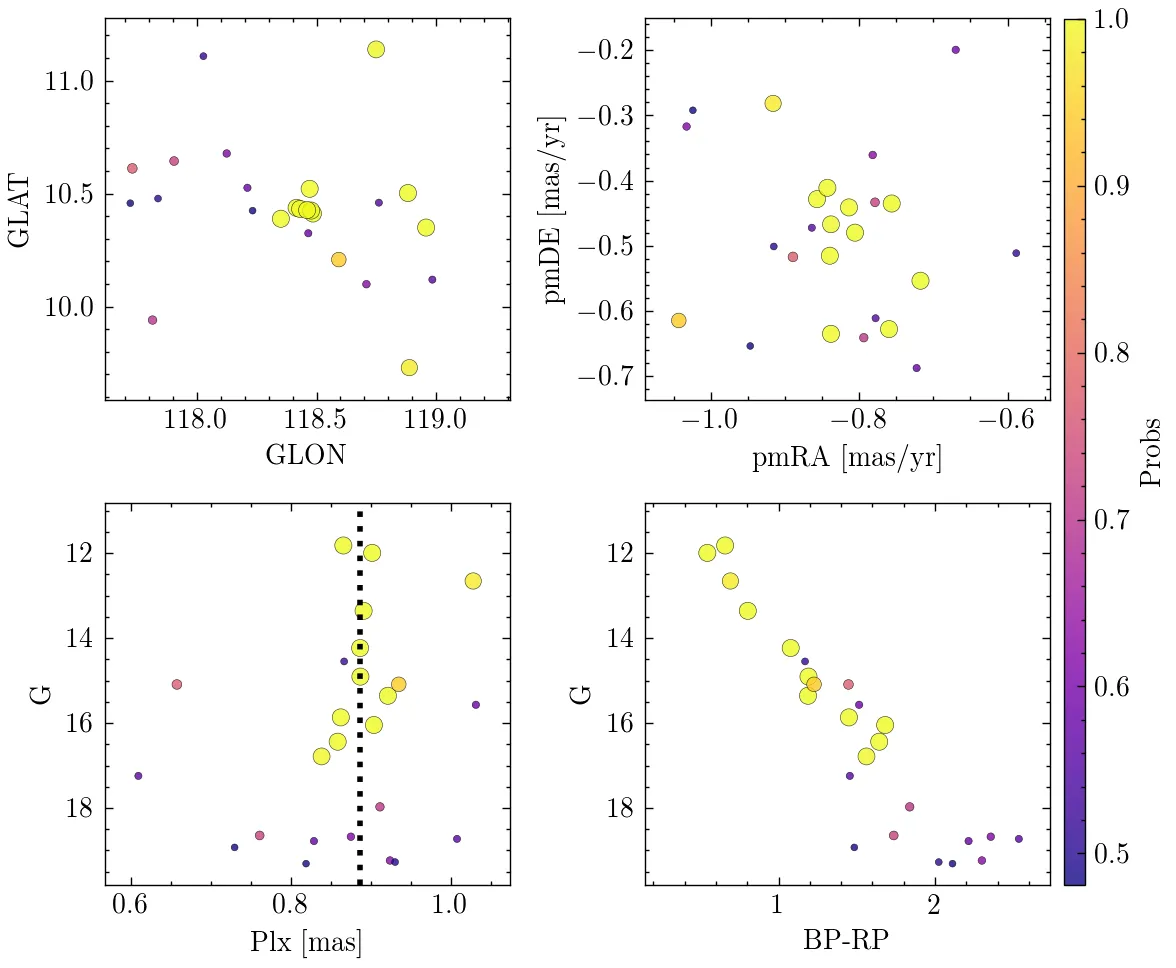 11.0
10.5
10.0
GLAT
118.0 118.5 119.0
GLON
−0.2
−0.3
−0.4
−0.5
−0.6
−0.7
pmDE [mas/yr]
−1.0 −0.8 −0.6
pmRA [mas/yr]
1.0
0.9
0.8
0.7
0.6
0.5
Probs
12
14
16
18
G
0.6 0.8 1.0
Plx [mas]
12
14
16
18
G
1 2
BP-RP